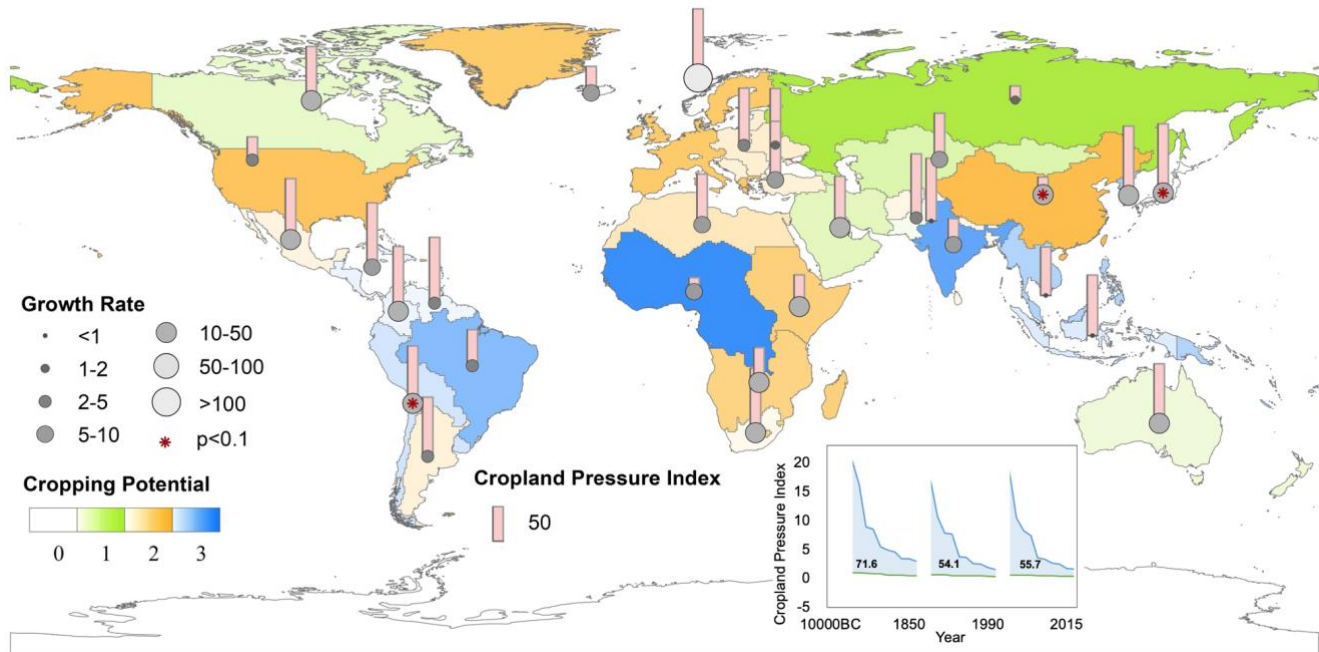 Growth Rate
<1
10-50
1-2
50-100
2-5
>100
5-10
p<0.1
Cropping Potential
0 1 2 3
Cropland Pressure Index
50
Cropland Pressure Index
20
15
10
5
0
-5
71.6
54.1
55.7
10000BC 1850 1990 2015
Year